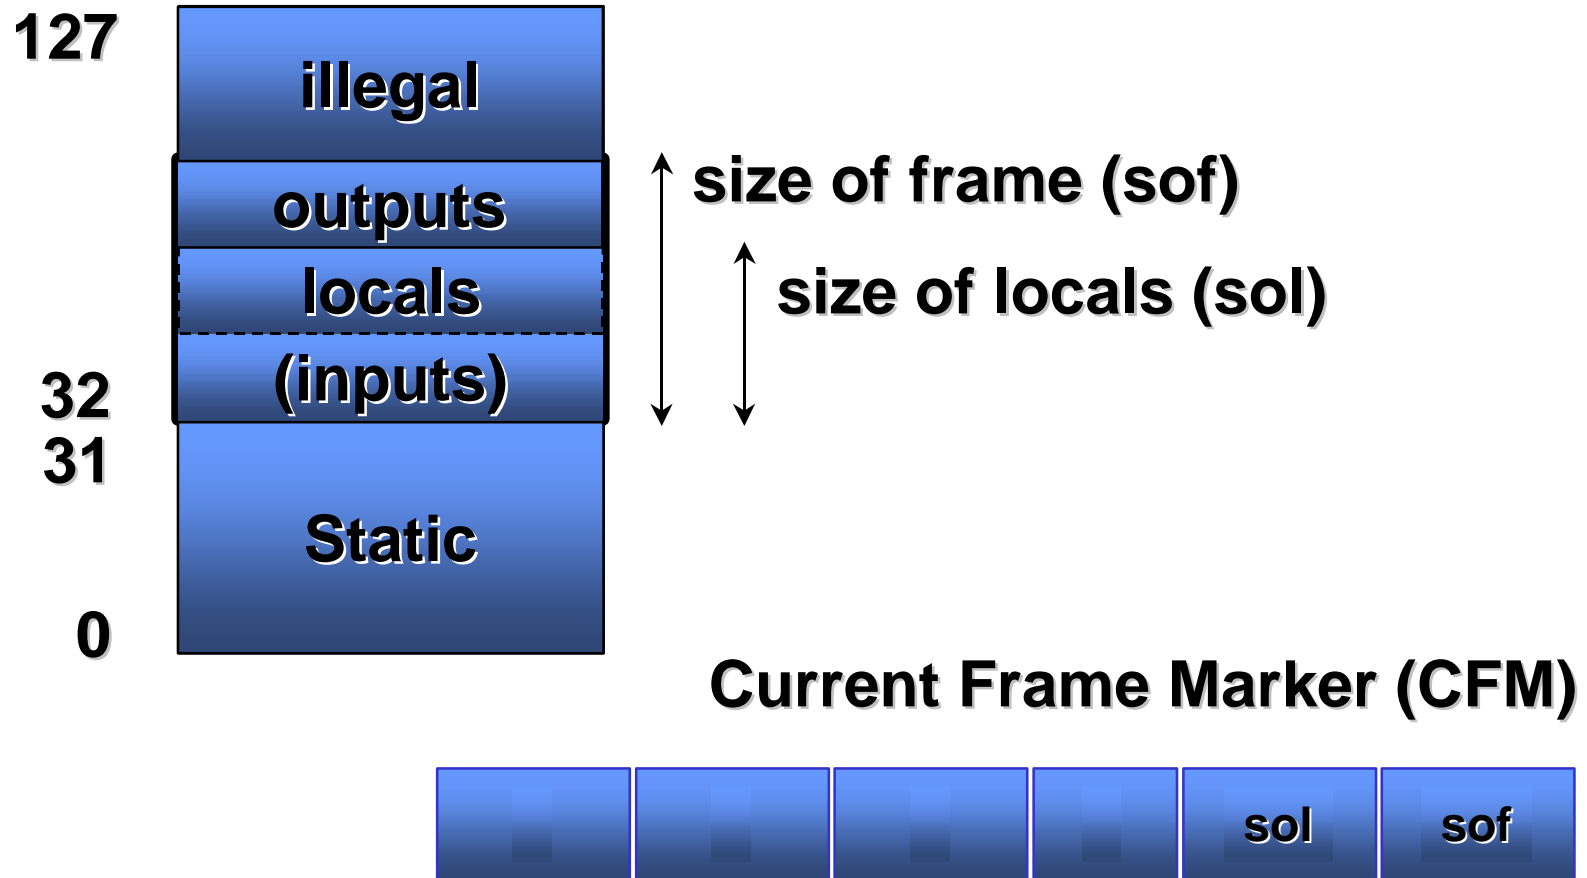 127
illegal
outputs
size of frame (sof)
locals
size of locals (sol)
(inputs)
32
31
Static
0
Current Frame Marker (CFM)
sol
sof